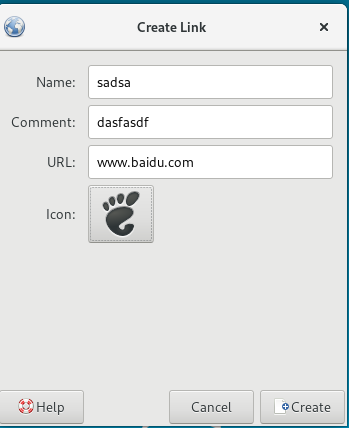 Create Link
Name: sadsa
Comment: dasfasdf
URL: www.baidu.com
Icon:
Help Cancel Create